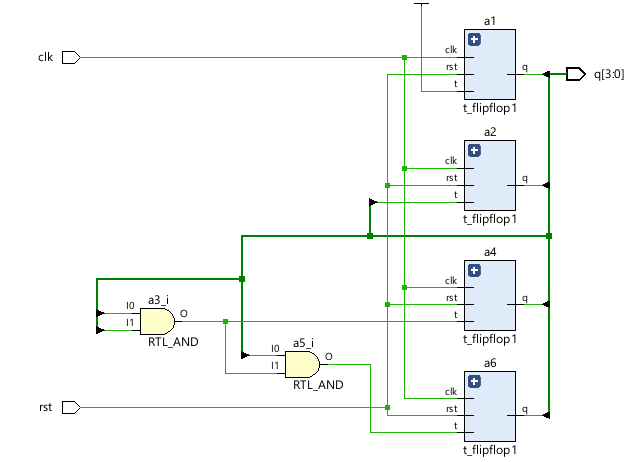 a1
clk
clk
rst
q
q[3:0]
t
t_flipflop1
a2
clk
rst
q
t
t_flipflop1
a4
clk
a3_i
rst
q
I0
O
t
I1
RTL_AND
t_flipflop1
a5_i
I0
O
a6
I1
RTL_AND
clk
rst
rst
q
t
t_flipflop1